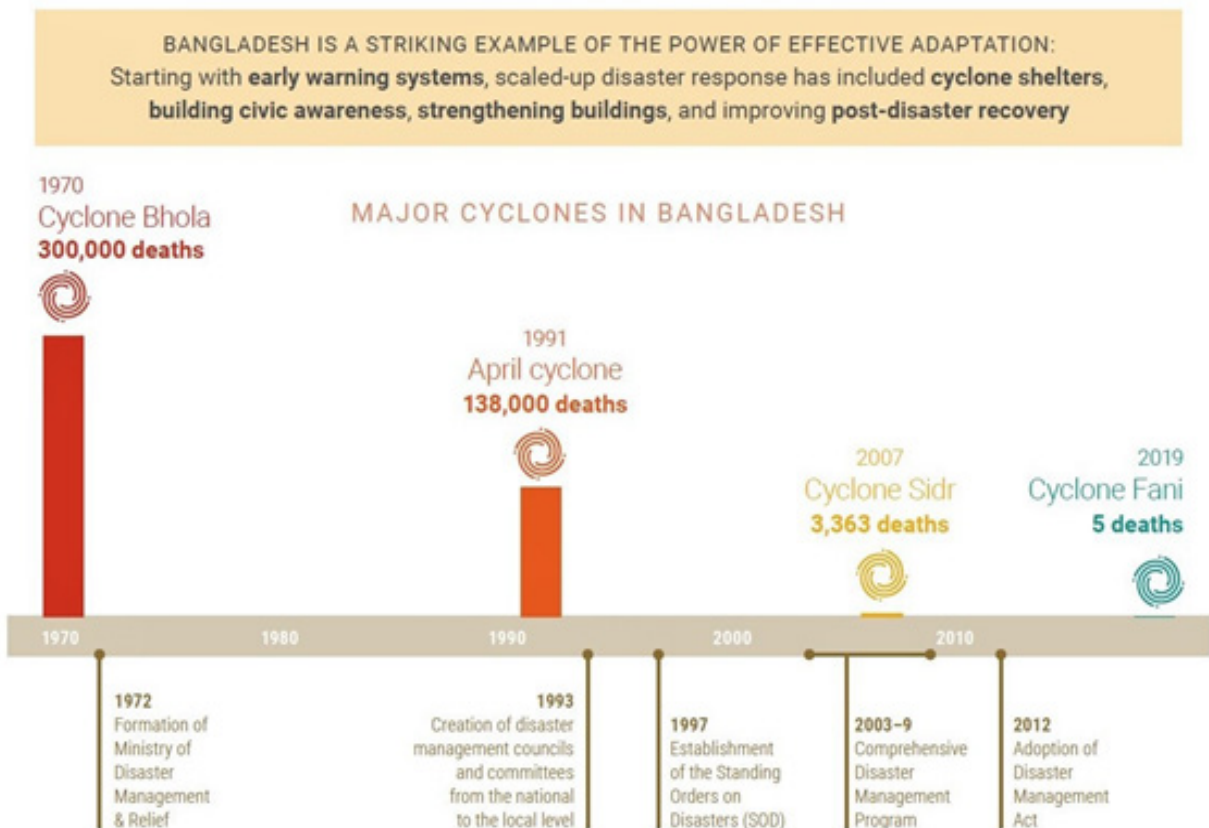 BANGLADESH IS A STRIKING EXAMPLE OF THE POWER OF EFFECTIVE ADAPTATION:
Starting with early warning systems, scaled-up disaster response has included cyclone shelters,
building civic awareness, strengthening buildings, and improving post-disaster recovery
MAJOR CYCLONES IN BANGLADESH
1970
Cyclone Bhola
300,000 deaths
1991
April cyclone
138,000 deaths
2007
Cyclone Sidr
3,363 deaths
2019
Cyclone Fani
5 deaths
1970 1980 1990 2000 2010
1972
Formation of
Ministry of
Disaster
Management
& Relief
1993
Creation of disaster
management councils
and committees
from the national
to the local level
1997
Establishment
of the Standing
Orders on
Disasters (SOD)
2003–9
Comprehensive
Disaster
Management
Program
2012
Adoption of
Disaster
Management
Act